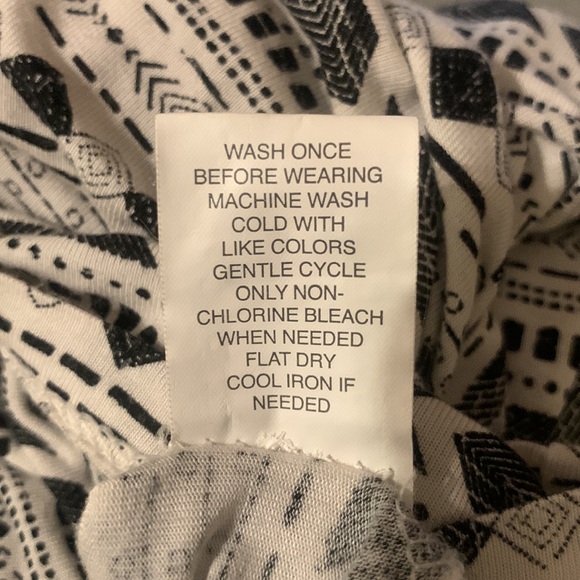 WASH ONCE
BEFORE WEARING
MACHINE WASH
COLD WITH
LIKE COLORS
GENTLE CYCLE
ONLY NON-
CHLORINE BLEACH
WHEN NEEDED
FLAT DRY
COOL IRON IF
NEEDED